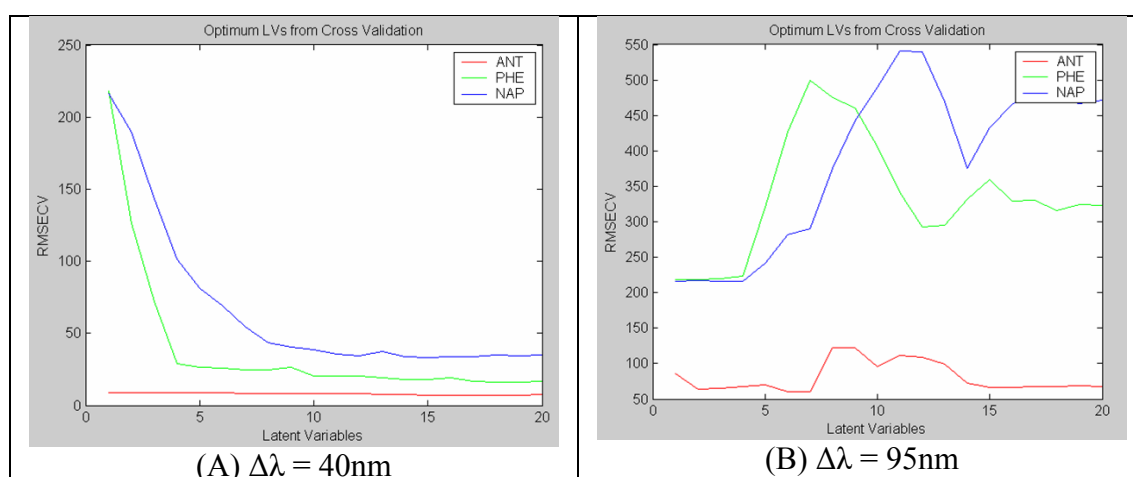 Optimum LVs from Cross Validation
250
200
150
100
50
0
RMSECV
ANT
PHE
NAP
0 5 10 15 20
Latent Variables
(A) Δλ = 40nm
Optimum LVs from Cross Validation
550
500
450
400
350
300
250
200
150
100
50
RMSECV
ANT
PHE
NAP
0 5 10 15 20
Latent Variables
(B) Δλ = 95nm